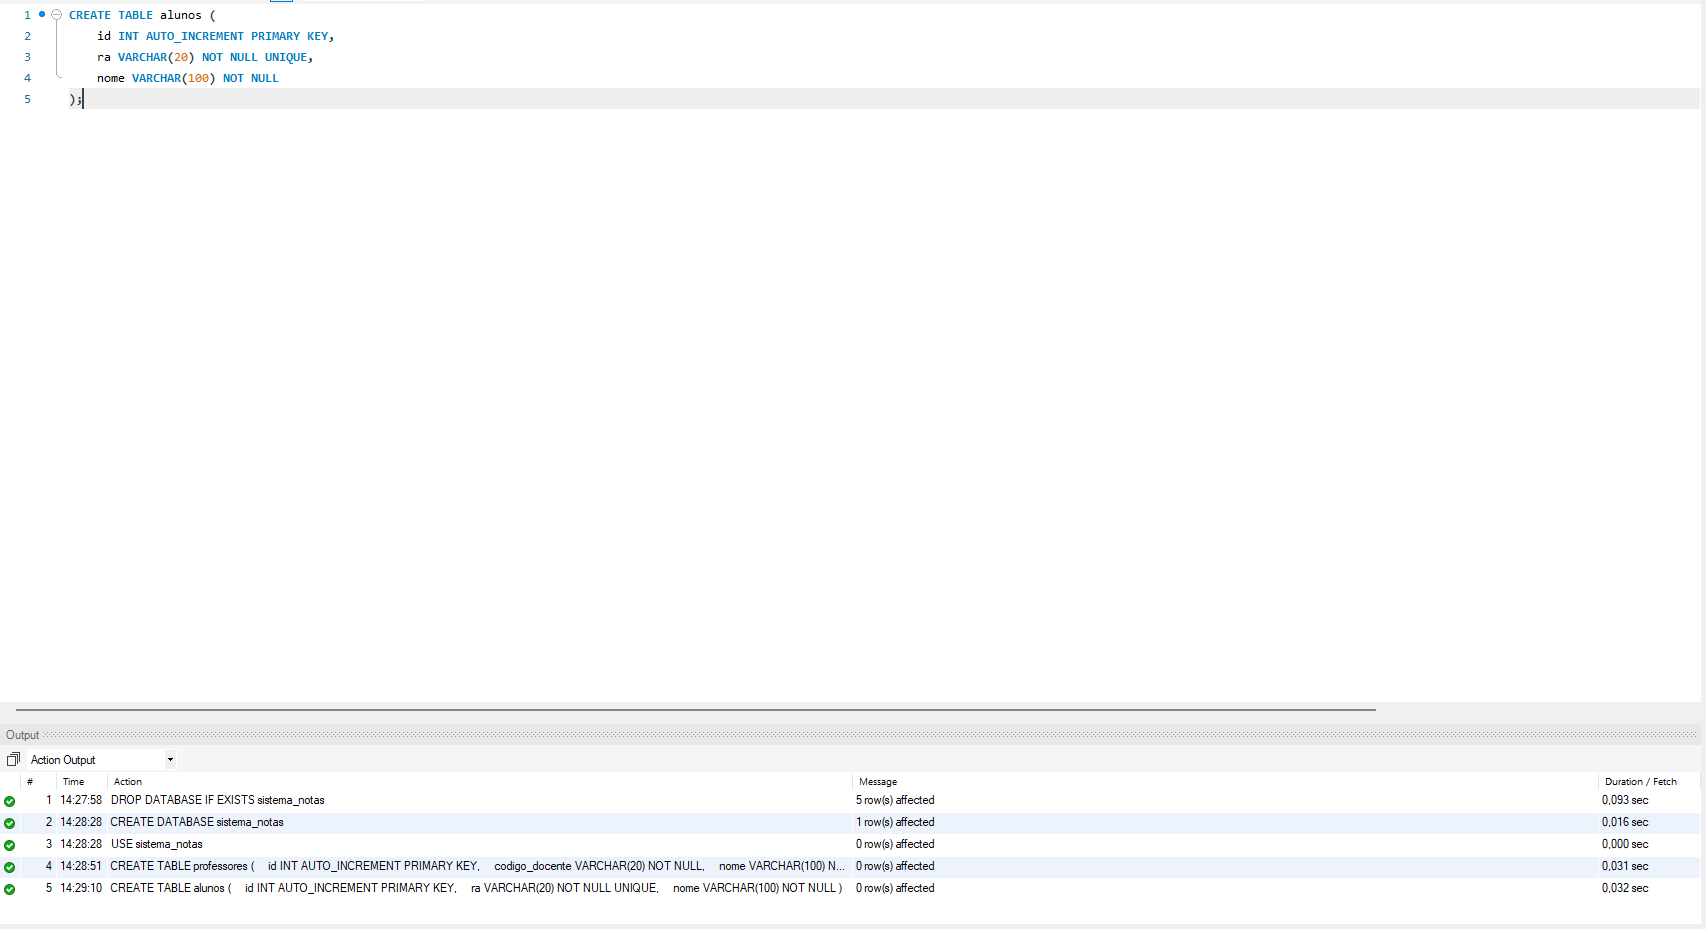 1 CREATE TABLE alunos (
2 id INT AUTO_INCREMENT PRIMARY KEY,
3 ra VARCHAR(20) NOT NULL UNIQUE,
4 nome VARCHAR(100) NOT NULL
5 );
Output
Action Output
# Time Action Message Duration / Fetch
1 14:27:58 DROP DATABASE IF EXISTS sistema_notas 5 row(s) affected 0,093 sec
2 14:28:28 CREATE DATABASE sistema_notas 1 row(s) affected 0,016 sec
3 14:28:28 USE sistema_notas 0 row(s) affected 0,000 sec
4 14:28:51 CREATE TABLE professores ( id INT AUTO_INCREMENT PRIMARY KEY, codigo_docente VARCHAR(20) NOT NULL, nome VARCHAR(100) N... 0 row(s) affected 0,031 sec
5 14:29:10 CREATE TABLE alunos ( id INT AUTO_INCREMENT PRIMARY KEY, ra VARCHAR(20) NOT NULL UNIQUE, nome VARCHAR(100) NOT NULL ) 0 row(s) affected 0,032 sec